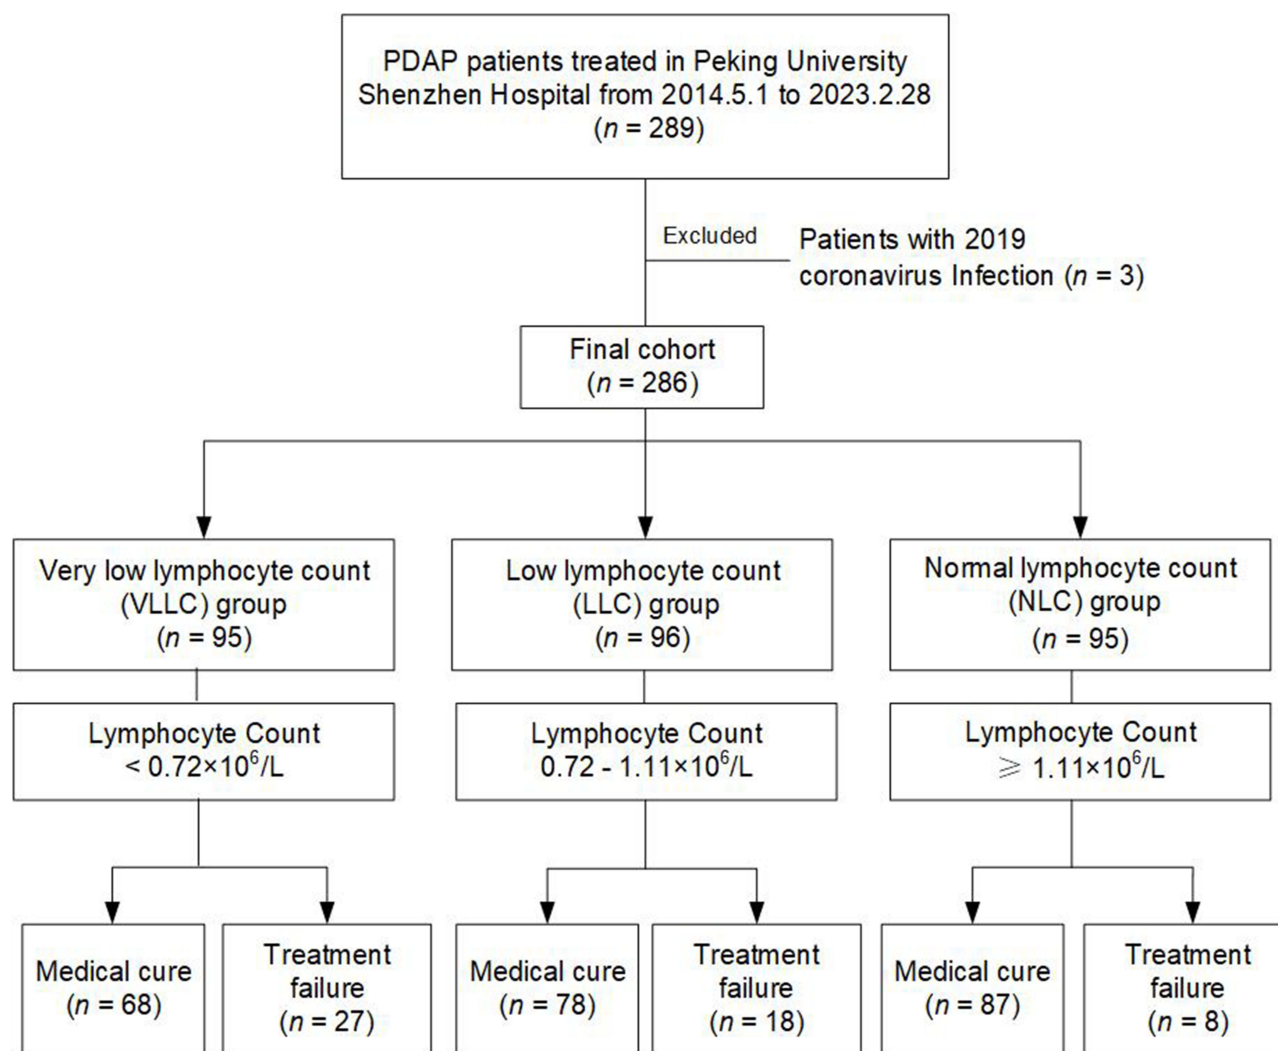 PDAP patients treated in Peking University
Shenzhen Hospital from 2014.5.1 to 2023.2.28
(n = 289)
Excluded
Patients with 2019
coronavirus Infection (n = 3)
Final cohort
(n = 286)
Very low lymphocyte count
(VLLC) group
(n = 95)
Low lymphocyte count
(LLC) group
(n = 96)
Normal lymphocyte count
(NLC) group
(n = 95)
Lymphocyte Count
< 0.72×10⁶/L
Lymphocyte Count
0.72 - 1.11×10⁶/L
Lymphocyte Count
⩾ 1.11×10⁶/L
Medical cure
(n = 68)
Treatment
failure
(n = 27)
Medical cure
(n = 78)
Treatment
failure
(n = 18)
Medical cure
(n = 87)
Treatment
failure
(n = 8)